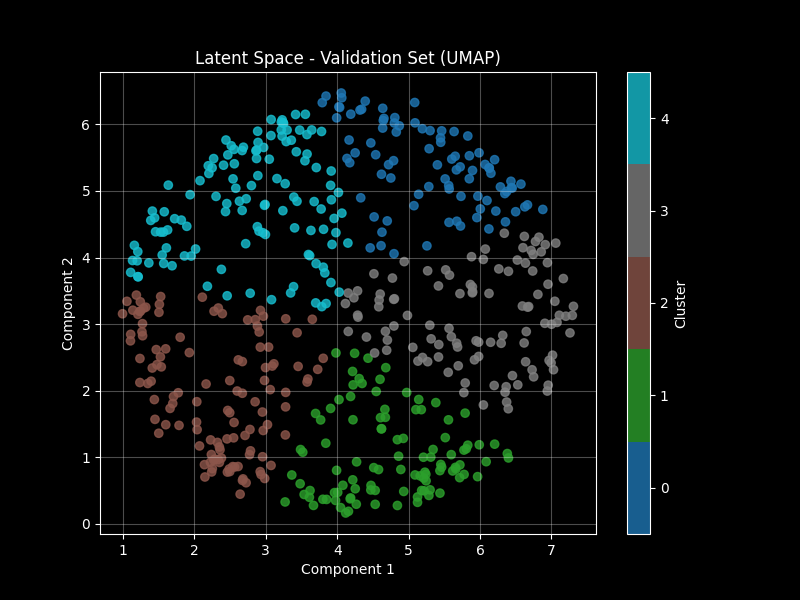 Latent Space - Validation Set (UMAP)
6
5
4
3
2
1
0
Component 2
1 2 3 4 5 6 7
Component 1
4
3
2
1
0
Cluster